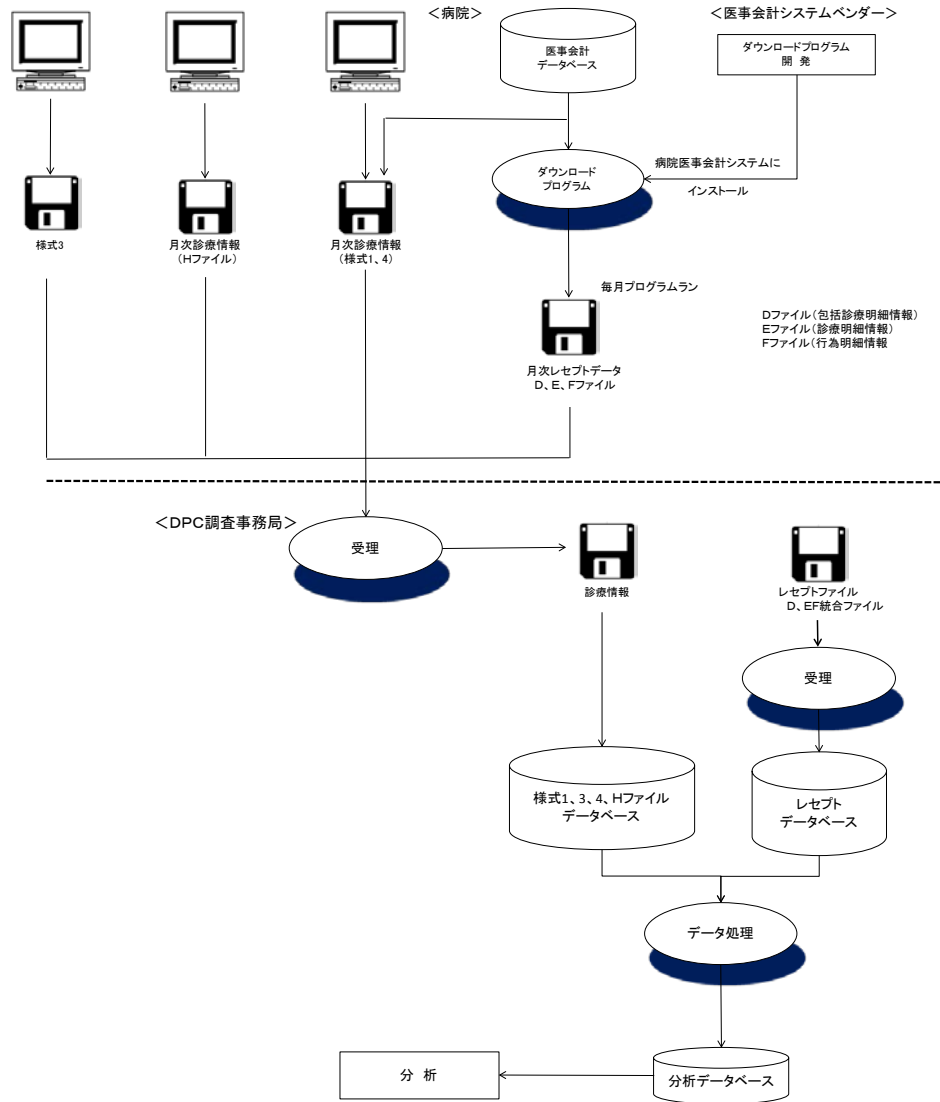 ＜病院＞
＜医事会計システムベンダー＞
医事会計
データベース
ダウンロードプログラム
開 発
ダウンロード
プログラム
病院医事会計システムに
インストール
様式3
月次診療情報
（Hファイル）
月次診療情報
（様式1、4）
毎月プログラムラン
Dファイル（包括診療明細情報）
Eファイル（診療明細情報）
Fファイル（行為明細情報
月次レセプトデータ
D、E、Fファイル
＜DPC調査事務局＞
受理
診療情報
レセプトファイル
D、EF統合ファイル
受理
様式1、3、4、Hファイル
データベース
レセプト
データベース
データ処理
分析データベース
分 析